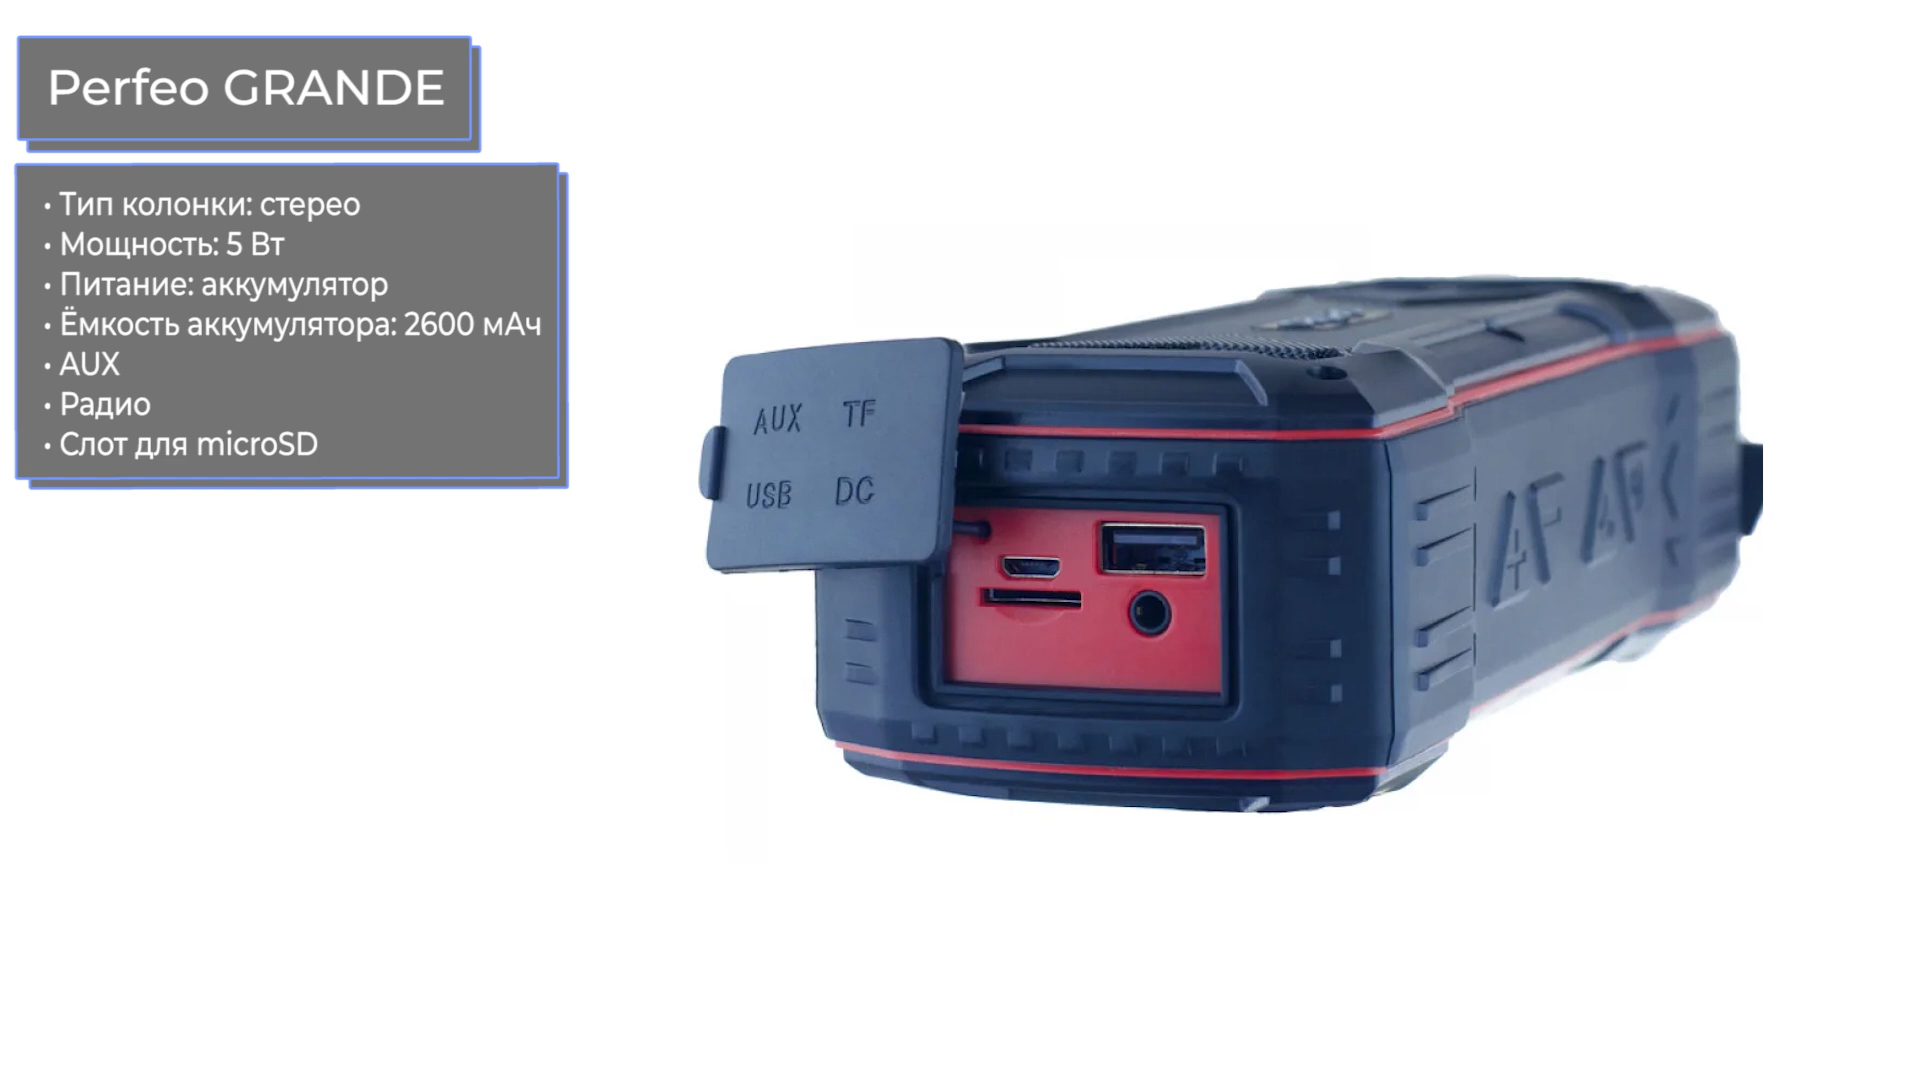 Perfeo GRANDE
• Тип колонки: стерео
• Мощность: 5 Вт
• Питание: аккумулятор
• Ёмкость аккумулятора: 2600 мАч
• AUX
• Радио
• Слот для microSD
AUX TF
USB DC